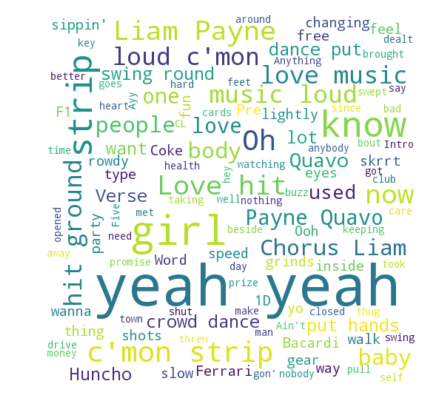 sippin' Liam Payne changing around key
dance put free feel Anything dealt
loud c'mon love music better brought
swing round music loud goes hard feet swept
strip one fun Pre lightly cards since say
people love Oh know F1 heart Ayy CL bad
want Coke body lot eyes anybody 'bout Intro
rowdy Quavo skrrt health watching
type used now time hey got club
ground Verse Love hit Payne Quavo taking well nothing buzz
party girl Ooh Chorus Liam opened Five met beside keeping care
hit Word speed inside need day 1D grinds promise prize took
wanna yeah yeah away
thing crowd dance yo put hands shut town make closed Ain't man thug
shots c'mon strip Bacardi walk baby drive threw swing
Huncho slow Ferrari gear way money gon' nobody pull self